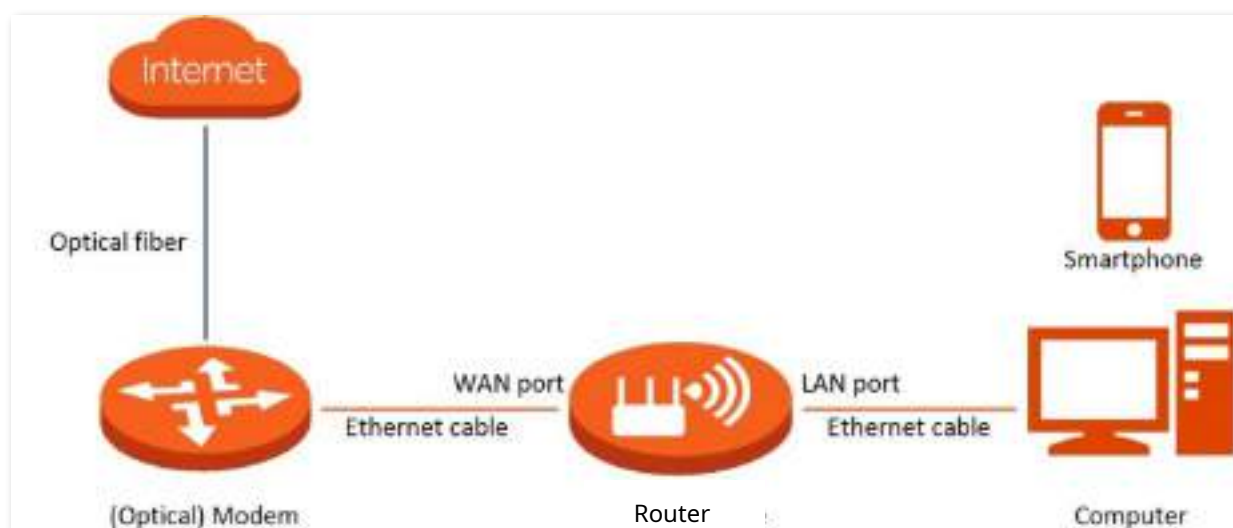 Internet
Optical fiber
Smartphone
WAN port
LAN port
Ethernet cable
Ethernet cable
(Optical) Modem
Router
Computer